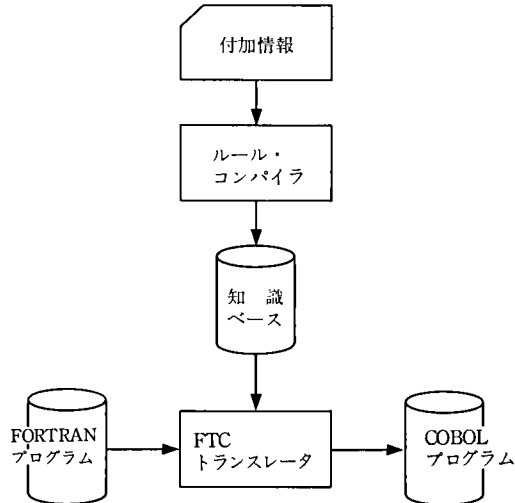 付加情報
ルール・
コンパイラ
知 識
ベース
FORTRAN
プログラム
FTC
トランスレータ
COBOL
プログラム